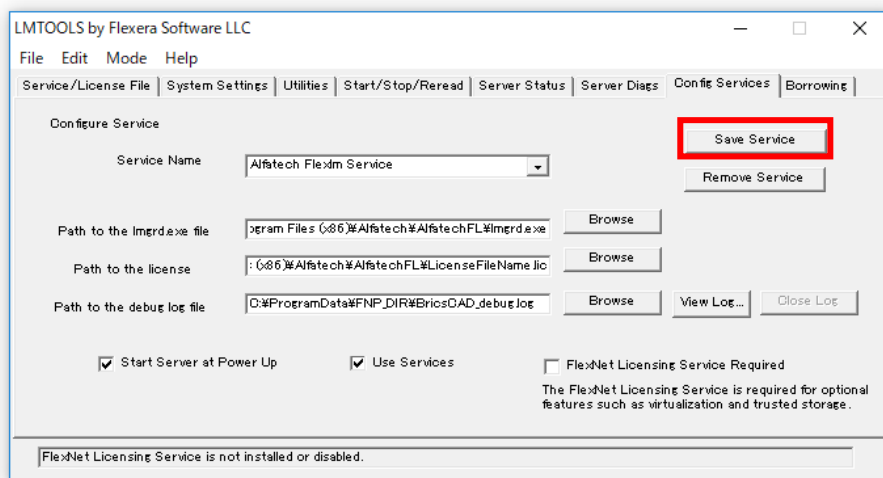 LMTOOLS by Flexera Software LLC
File Edit Mode Help
Service/License File System Settings Utilities Start/Stop/Reread Server Status Server Diags Config Services Borrowing
Configure Service
Save Service
Service Name Alfatech Flexlm Service
Remove Service
Path to the lmgrd.exe file ogram Files (x86)¥Alfatech¥AlfatechFL¥lmgrd.exe Browse
Path to the license : (x86)¥Alfatech¥AlfatechFL¥LicenseFileName.lic Browse
Path to the debug log file C:¥ProgramData¥FNP_DIR¥BricsCAD_debug.log Browse View Log... Close Log
Start Server at Power Up Use Services FlexNet Licensing Service Required
The FlexNet Licensing Service is required for optional
features such as virtualization and trusted storage.
FlexNet Licensing Service is not installed or disabled.